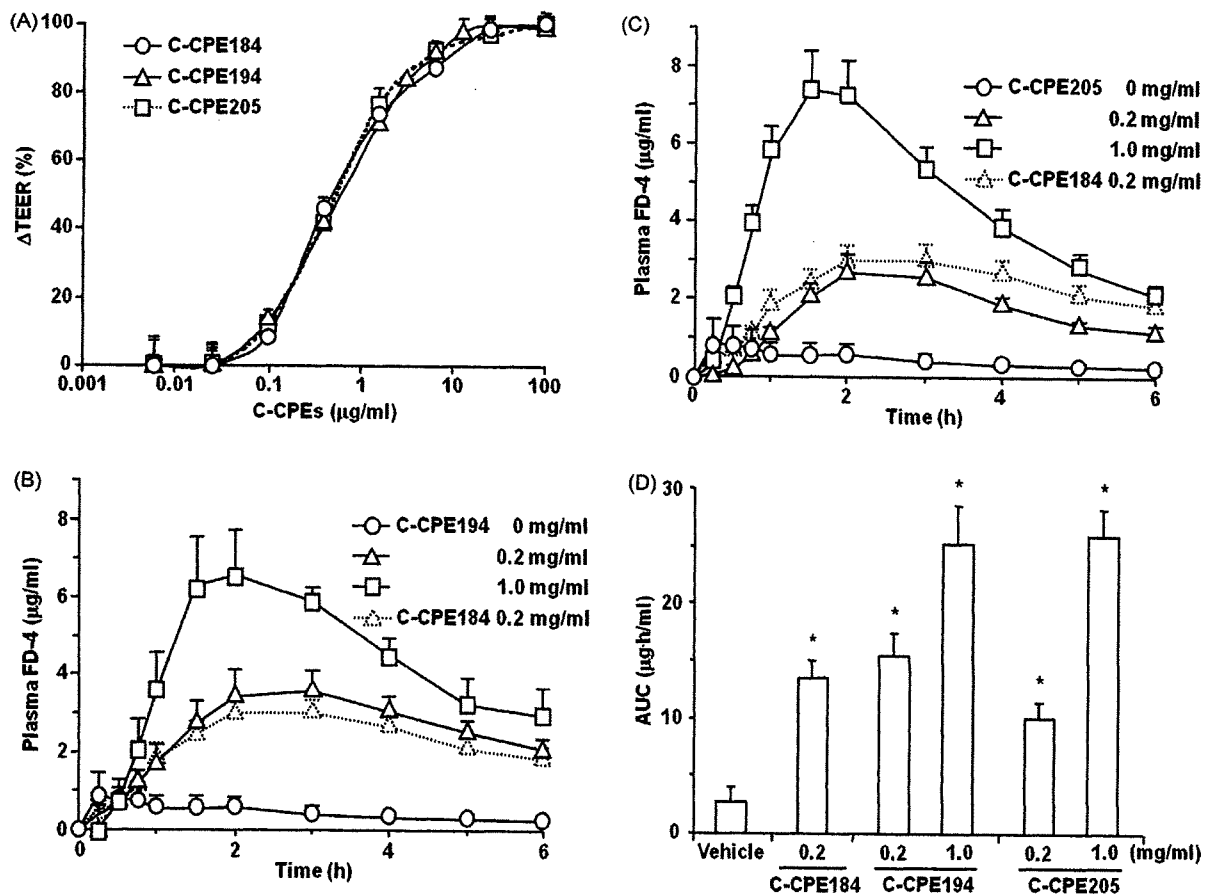 (A)
100
80
60
40
20
0
ΔTEER (%)
C-CPE184
C-CPE194
C-CPE205
0.001 0.01 0.1 1 10 100
C-CPEs (μg/ml)
(C)
8
6
4
2
0
Plasma FD-4 (μg/ml)
C-CPE205 0 mg/ml
0.2 mg/ml
1.0 mg/ml
C-CPE184 0.2 mg/ml
0 2 4 6
Time (h)
(B)
8
6
4
2
0
Plasma FD-4 (μg/ml)
C-CPE194 0 mg/ml
0.2 mg/ml
1.0 mg/ml
C-CPE184 0.2 mg/ml
0 2 4 6
Time (h)
(D)
30
20
10
0
AUC (μg·h/ml)
* * * * *
Vehicle 0.2 0.2 1.0 0.2 1.0 (mg/ml)
C-CPE184 C-CPE194 C-CPE205